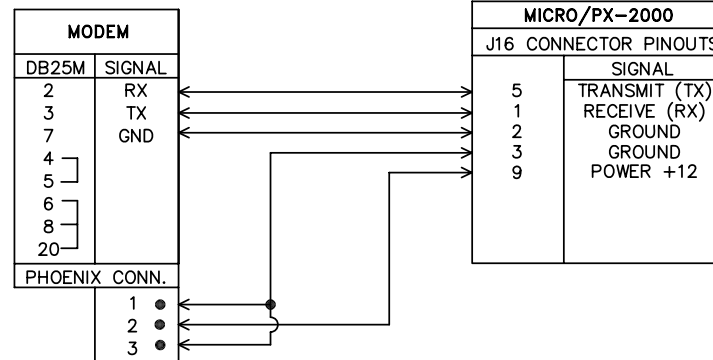 MODEM
DB25M SIGNAL
2 RX
3 TX
7 GND
4
5
6
8
20
PHOENIX CONN.
1
2
3
MICRO/PX-2000
J16 CONNECTOR PINOUTS
SIGNAL
5 TRANSMIT (TX)
1 RECEIVE (RX)
2 GROUND
3 GROUND
9 POWER +12